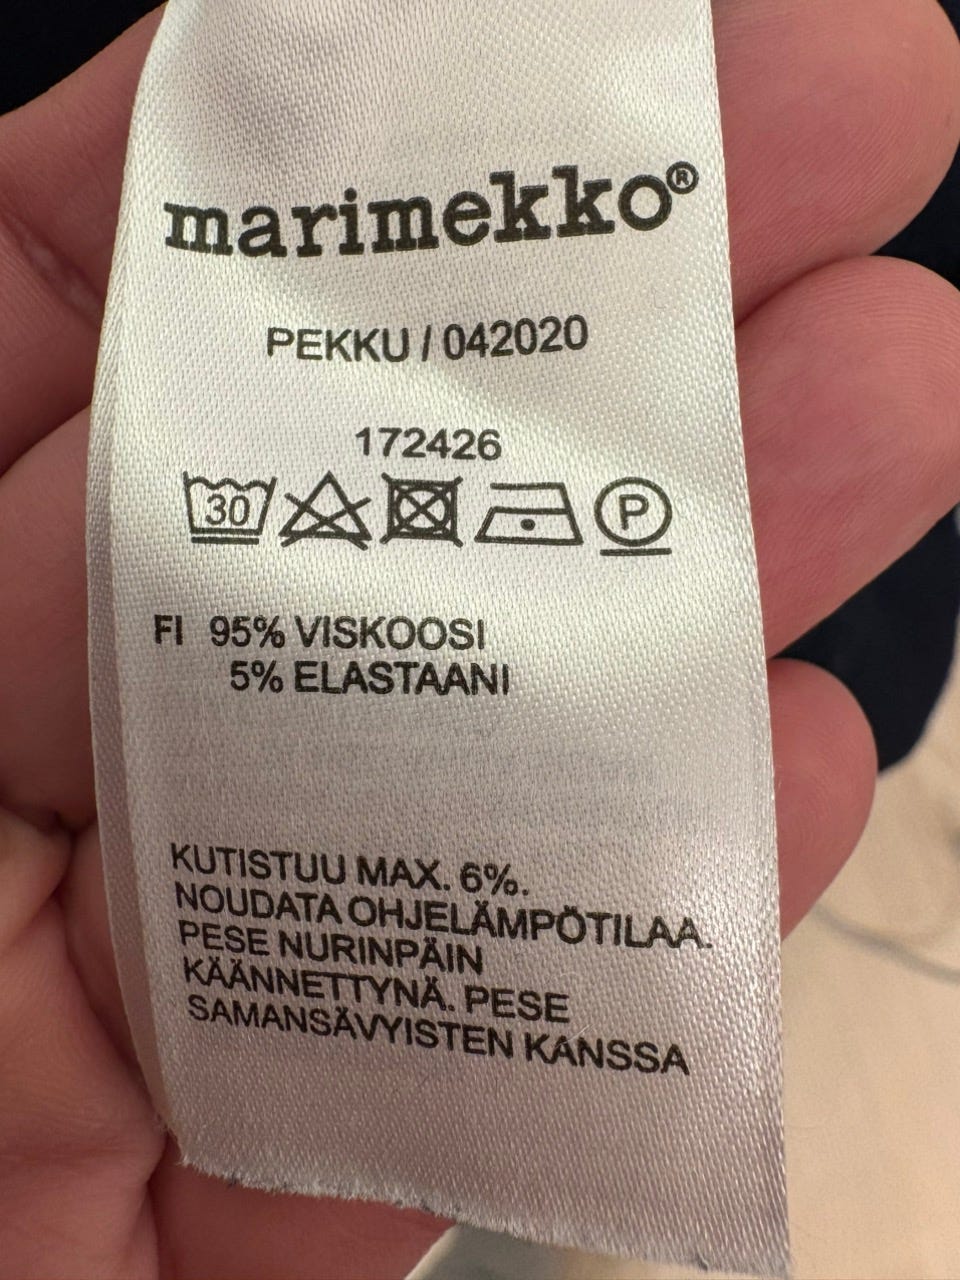 marimekko®
PEKKU / 042020
172426
30 P
FI 95% VISKOOSI
5% ELASTAANI
KUTISTUU MAX. 6%.
NOUDATA OHJELÄMPÖTILAA.
PESE NURINPÄIN
KÄÄNNETTYNÄ. PESE
SAMANSÄVYISTEN KANSSA